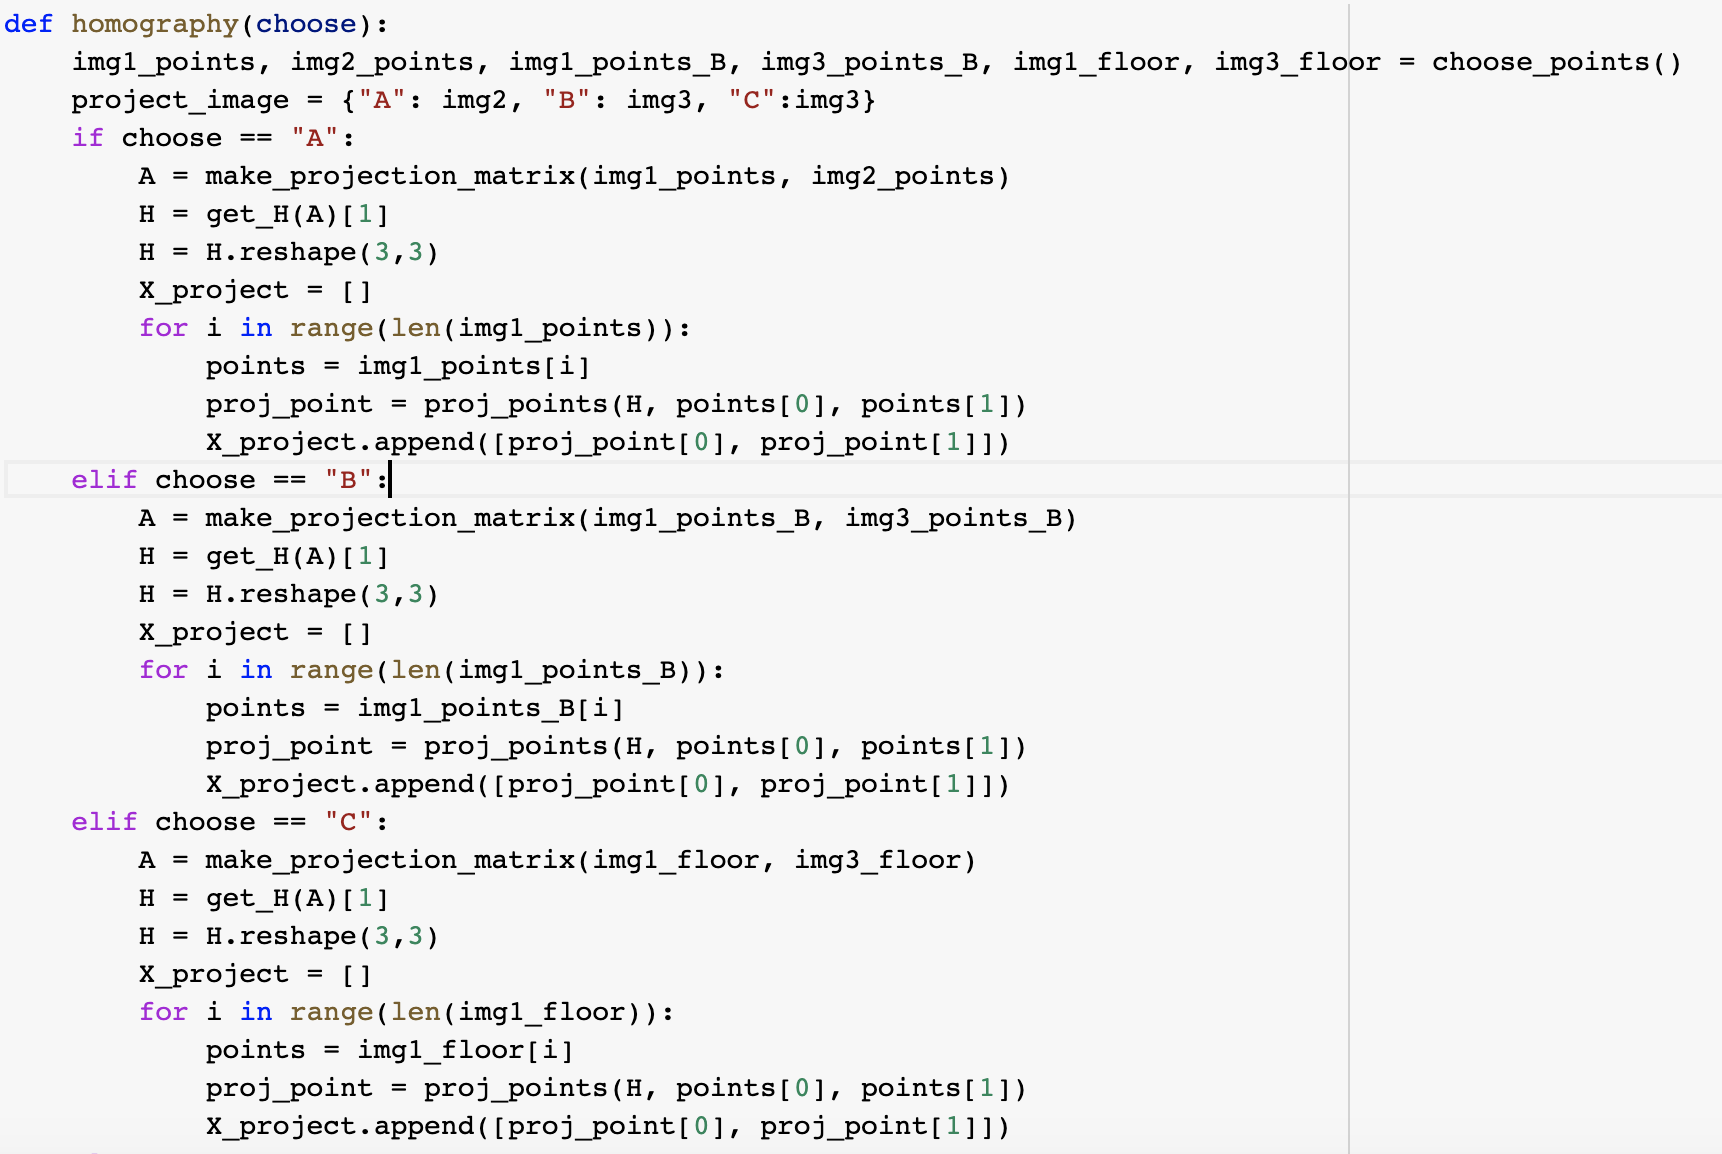 def homography(choose):
    img1_points, img2_points, img1_points_B, img3_points_B, img1_floor, img3_floor = choose_points()
    project_image = {"A": img2, "B": img3, "C":img3}
    if choose == "A":
        A = make_projection_matrix(img1_points, img2_points)
        H = get_H(A)[1]
        H = H.reshape(3,3)
        X_project = []
        for i in range(len(img1_points)):
            points = img1_points[i]
            proj_point = proj_points(H, points[0], points[1])
            X_project.append([proj_point[0], proj_point[1]])
    elif choose == "B":
        A = make_projection_matrix(img1_points_B, img3_points_B)
        H = get_H(A)[1]
        H = H.reshape(3,3)
        X_project = []
        for i in range(len(img1_points_B)):
            points = img1_points_B[i]
            proj_point = proj_points(H, points[0], points[1])
            X_project.append([proj_point[0], proj_point[1]])
    elif choose == "C":
        A = make_projection_matrix(img1_floor, img3_floor)
        H = get_H(A)[1]
        H = H.reshape(3,3)
        X_project = []
        for i in range(len(img1_floor)):
            points = img1_floor[i]
            proj_point = proj_points(H, points[0], points[1])
            X_project.append([proj_point[0], proj_point[1]])